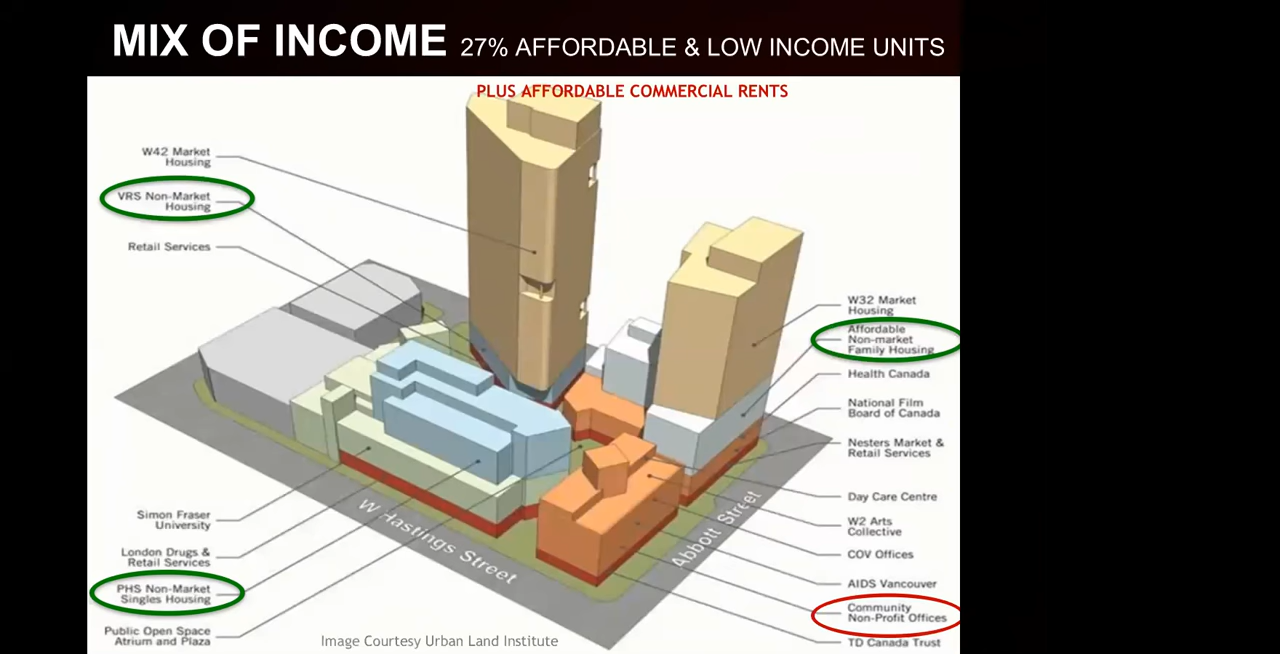 MIX OF INCOME 27% AFFORDABLE & LOW INCOME UNITS
PLUS AFFORDABLE COMMERCIAL RENTS
W42 Market
Housing
VRS Non-Market
Housing
Retail Services
Simon Fraser
University
London Drugs &
Retail Services
PHS Non-Market
Singles Housing
Public Open Space
Atrium and Plaza
W Hastings Street
Abbott Street
W32 Market
Housing
Affordable
Non-market
Family Housing
Health Canada
National Film
Board of Canada
Nesters Market &
Retail Services
Day Care Centre
W2 Arts
Collective
COV Offices
AIDS Vancouver
Community
Non-Profit Offices
TD Canada Trust
Image Courtesy Urban Land Institute